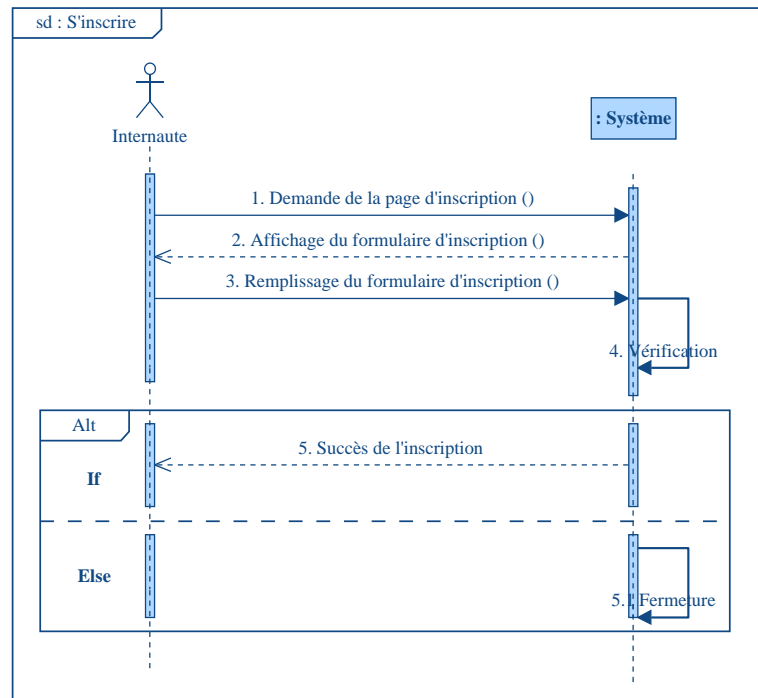 sd : S'inscrire
Internaute
: Système
1. Demande de la page d'inscription ()
2. Affichage du formulaire d'inscription ()
3. Remplissage du formulaire d'inscription ()
4. Vérification
Alt
5. Succès de l'inscription
If
Else
5.1 Fermeture